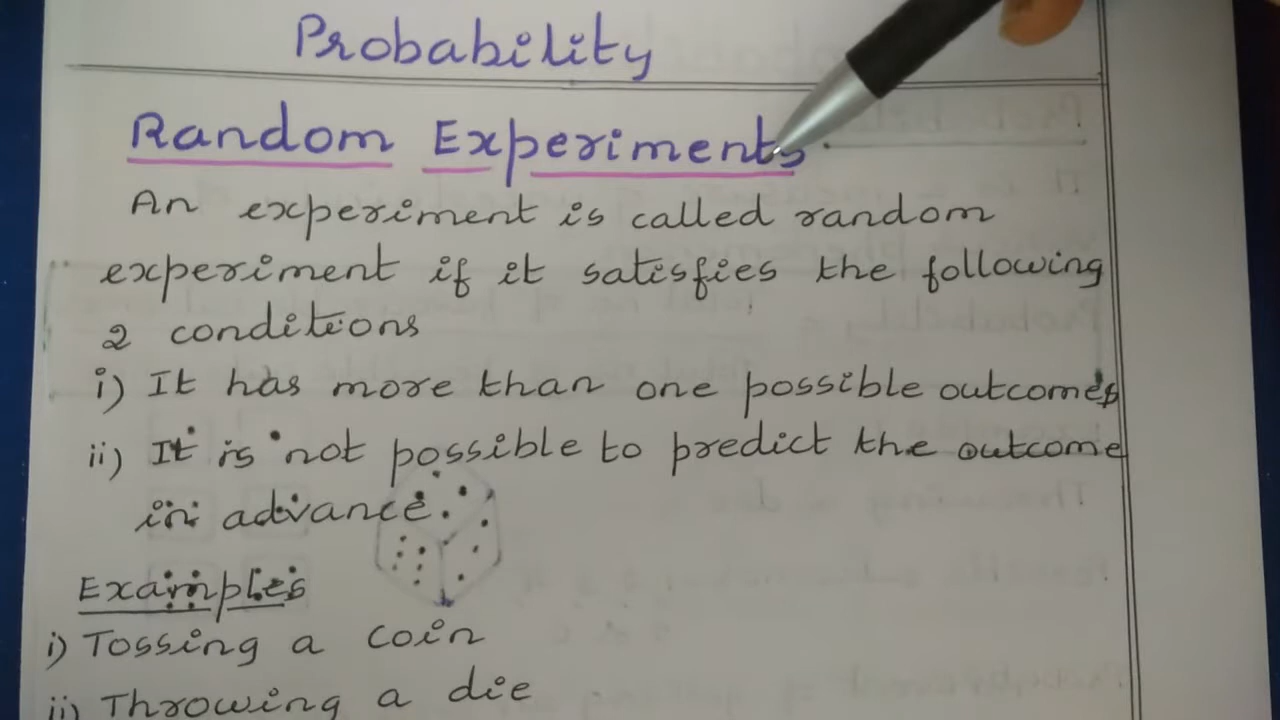 Probability
Random Experiments
An experiment is called random
experiment if it satisfies the following
2 conditions
i) It has more than one possible outcomes
ii) It is not possible to predict the outcome
in advance.
Examples
i) Tossing a coin
ii) Throwing a die